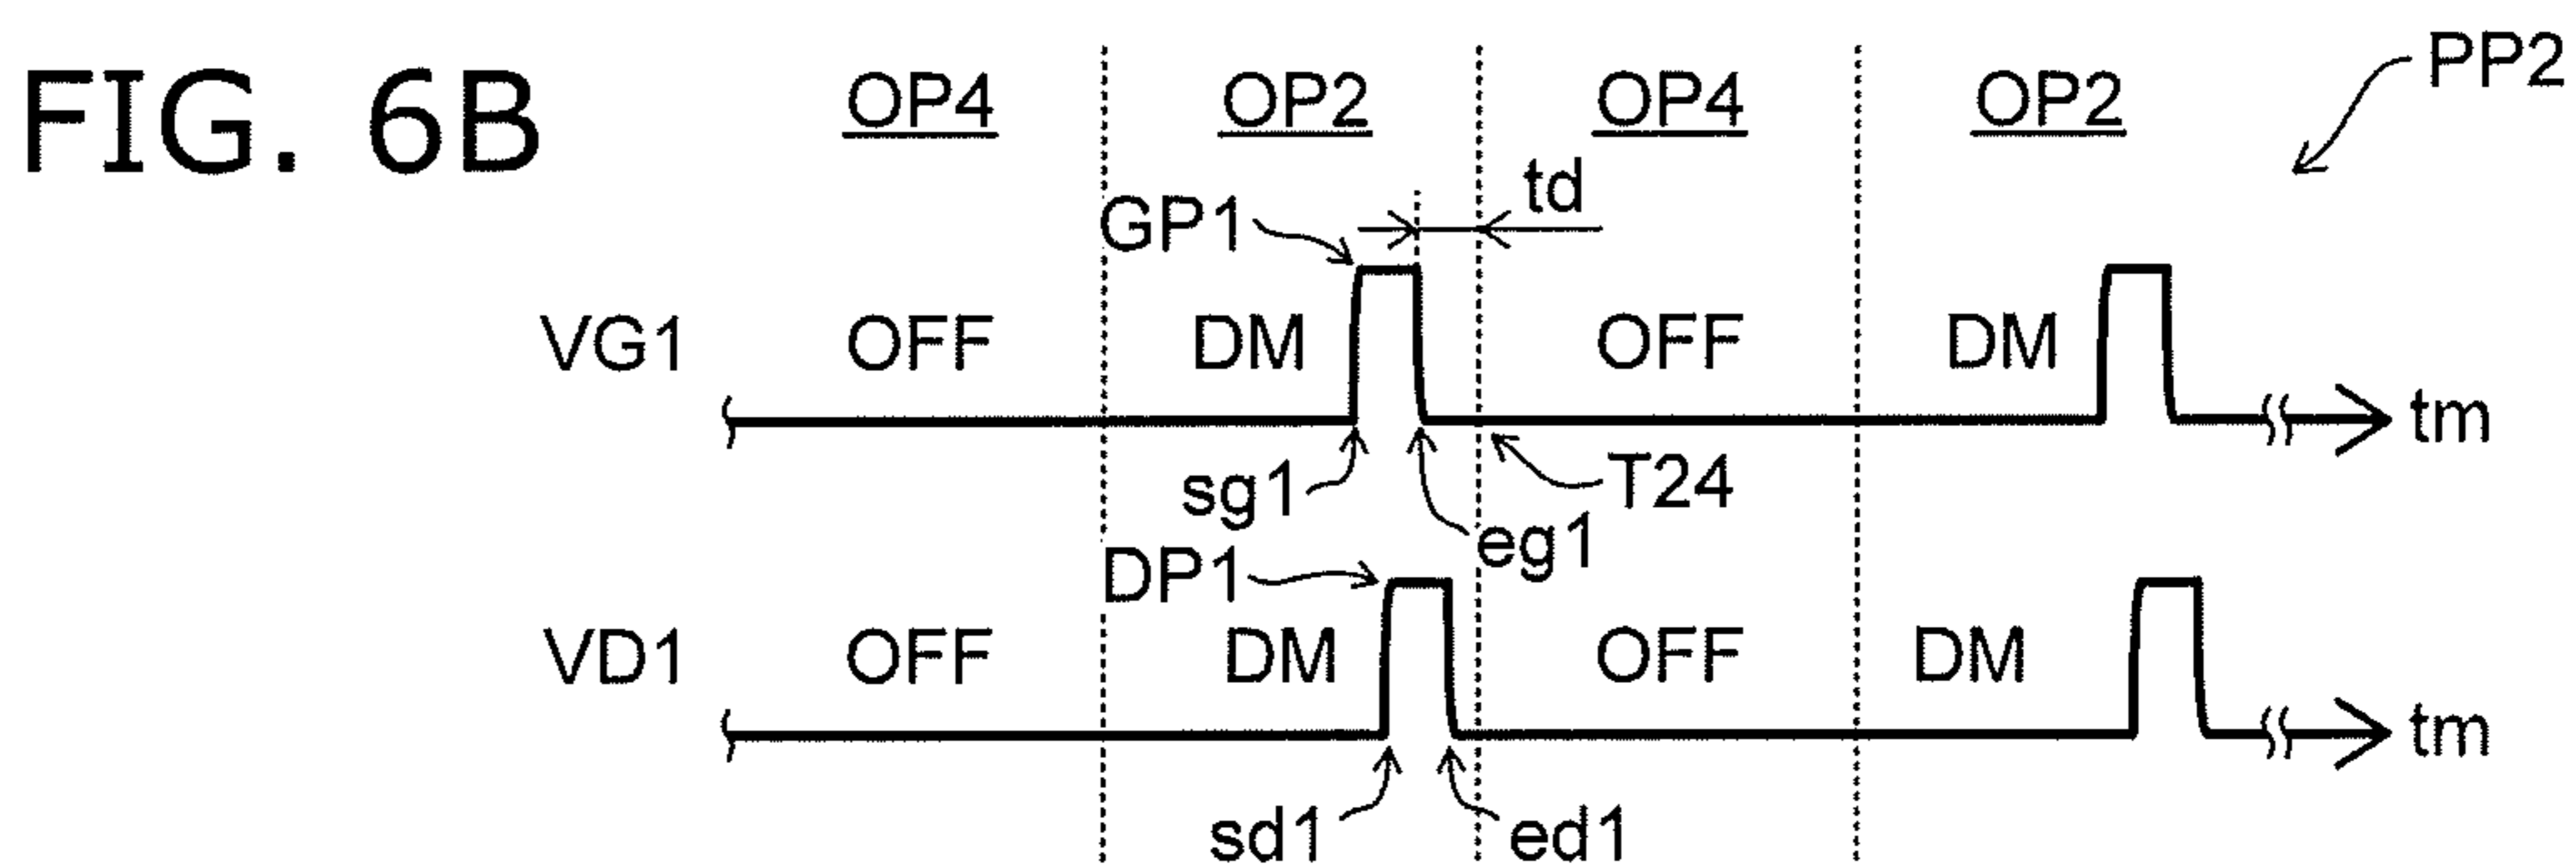 FIG. 6B
OP4 OP2 OP4 OP2 PP2
GP1 td
VG1 OFF DM OFF DM tm
sg1 eg1 T24
DP1
VD1 OFF DM OFF DM tm
sd1 ed1